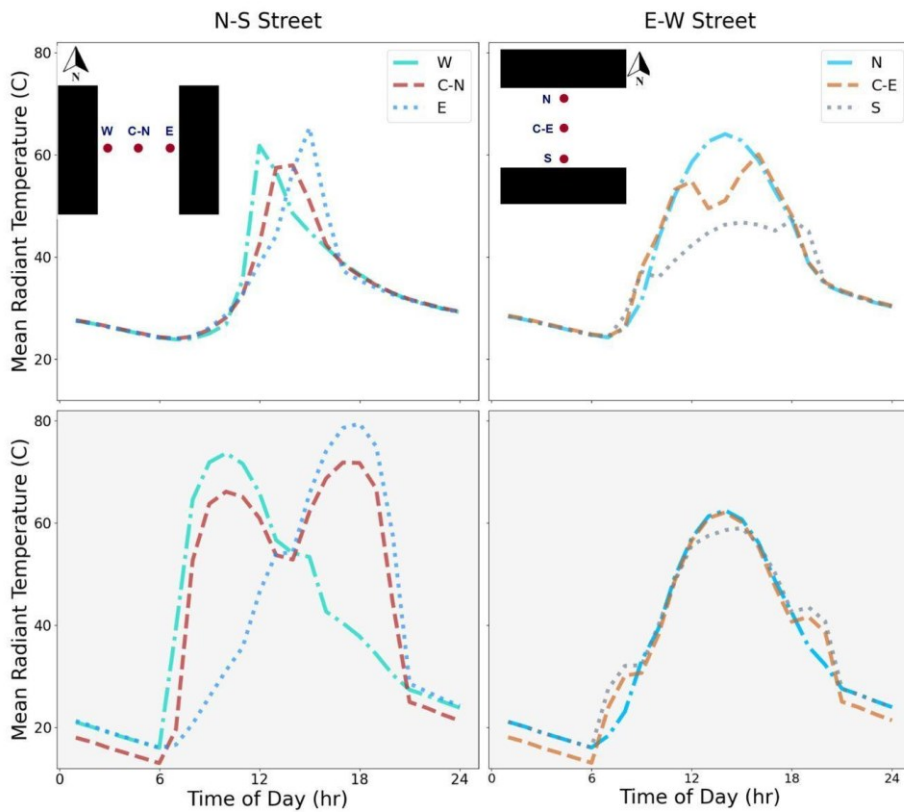 N-S Street
E-W Street
Mean Radiant Temperature (C)
80
60
40
20
N
W C-N E
W
C-N
E
N
N
C-E
S
N
C-E
S
Mean Radiant Temperature (C)
80
60
40
20
0 6 12 18 24
Time of Day (hr)
0 6 12 18 24
Time of Day (hr)